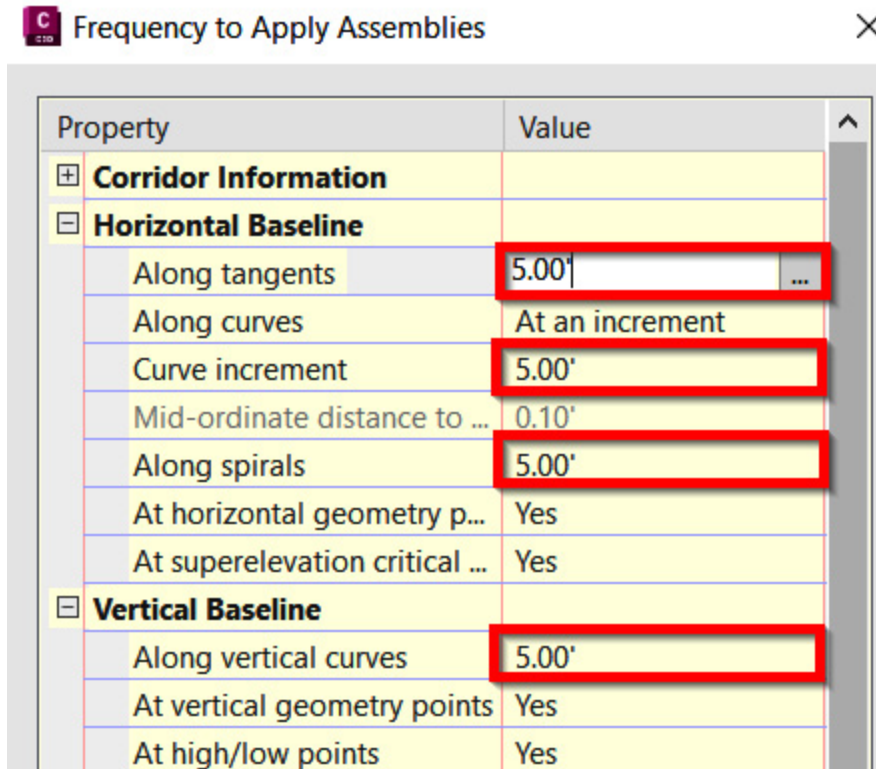 C
C3D
Frequency to Apply Assemblies
Property Value
Corridor Information
Horizontal Baseline
Along tangents 5.00' ...
Along curves At an increment
Curve increment 5.00'
Mid-ordinate distance to ... 0.10'
Along spirals 5.00'
At horizontal geometry p... Yes
At superelevation critical ... Yes
Vertical Baseline
Along vertical curves 5.00'
At vertical geometry points Yes
At high/low points Yes